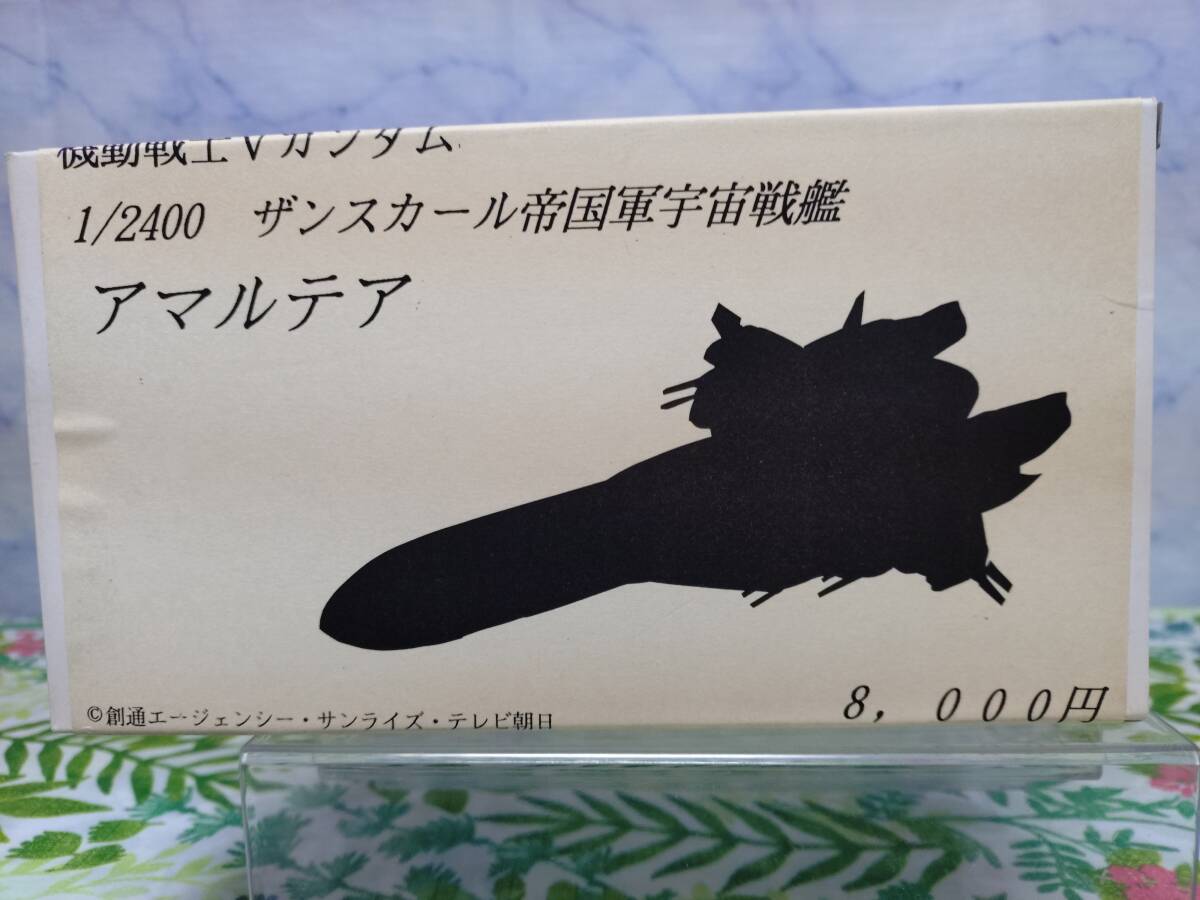 機動戦士Vガンダム
1/2400　ザンスカール帝国軍宇宙戦艦
アマルテア
©創通エージェンシー・サンライズ・テレビ朝日
8，０００円